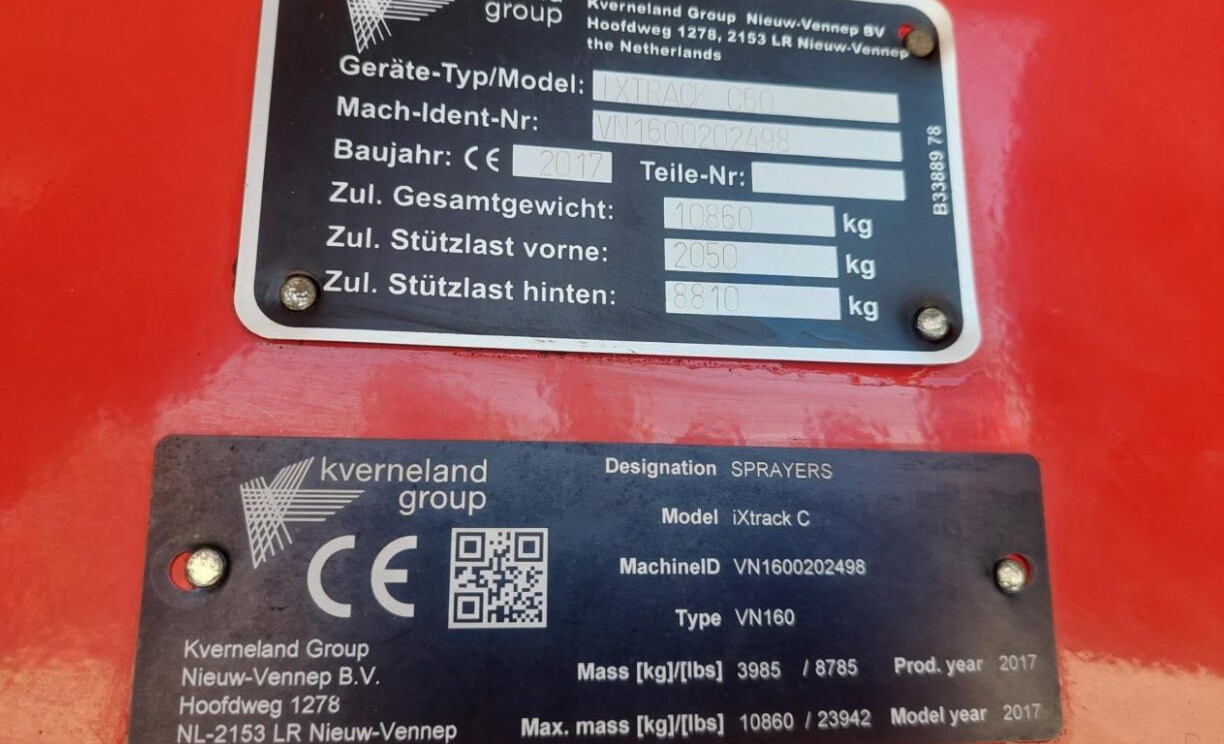 group
Kverneland Group Nieuw-Vennep BV
Hoofdweg 1278, 2153 LR Nieuw-Vennep
the Netherlands
Geräte-Typ/Model: IXTRACK C60
Mach-Ident-Nr: VN1600202498
Baujahr: CE 2017 Teile-Nr:
Zul. Gesamtgewicht: 10860 kg
Zul. Stützlast vorne: 2050 kg
Zul. Stützlast hinten: 8810 kg
B33889 78
kverneland
group
CE
Kverneland Group
Nieuw-Vennep B.V.
Hoofdweg 1278
NL-2153 LR Nieuw-Vennep
Designation SPRAYERS
Model iXtrack C
MachineID VN1600202498
Type VN160
Mass [kg]/[lbs] 3985 / 8785 Prod. year 2017
Max. mass [kg]/[lbs] 10860 / 23942 Model year 2017